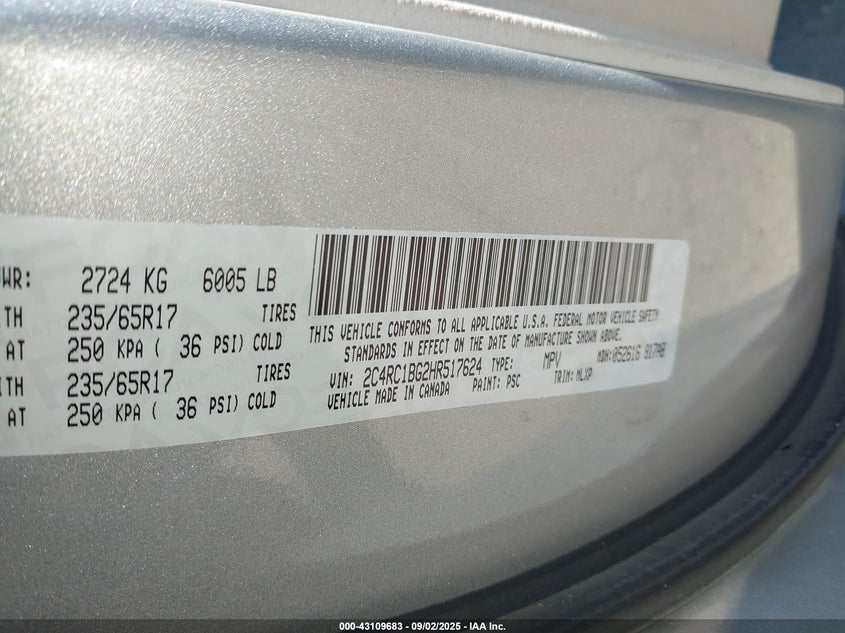 WR: 2724 KG 6005 LB
TH 235/65R17 TIRES
AT 250 KPA ( 36 PSI) COLD
ITH 235/65R17 TIRES
AT 250 KPA ( 36 PSI) COLD
THIS VEHICLE CONFORMS TO ALL APPLICABLE U.S.A. FEDERAL MOTOR VEHICLE SAFETY
STANDARDS IN EFFECT ON THE DATE OF MANUFACTURE SHOWN ABOVE.
VIN: 2C4RC1BG2HR517624 TYPE: MPV MDH:052616 817AB
VEHICLE MADE IN CANADA PAINT: PSC TRIM: MLXP
000-43109683 - 09/02/2025 - IAA Inc.